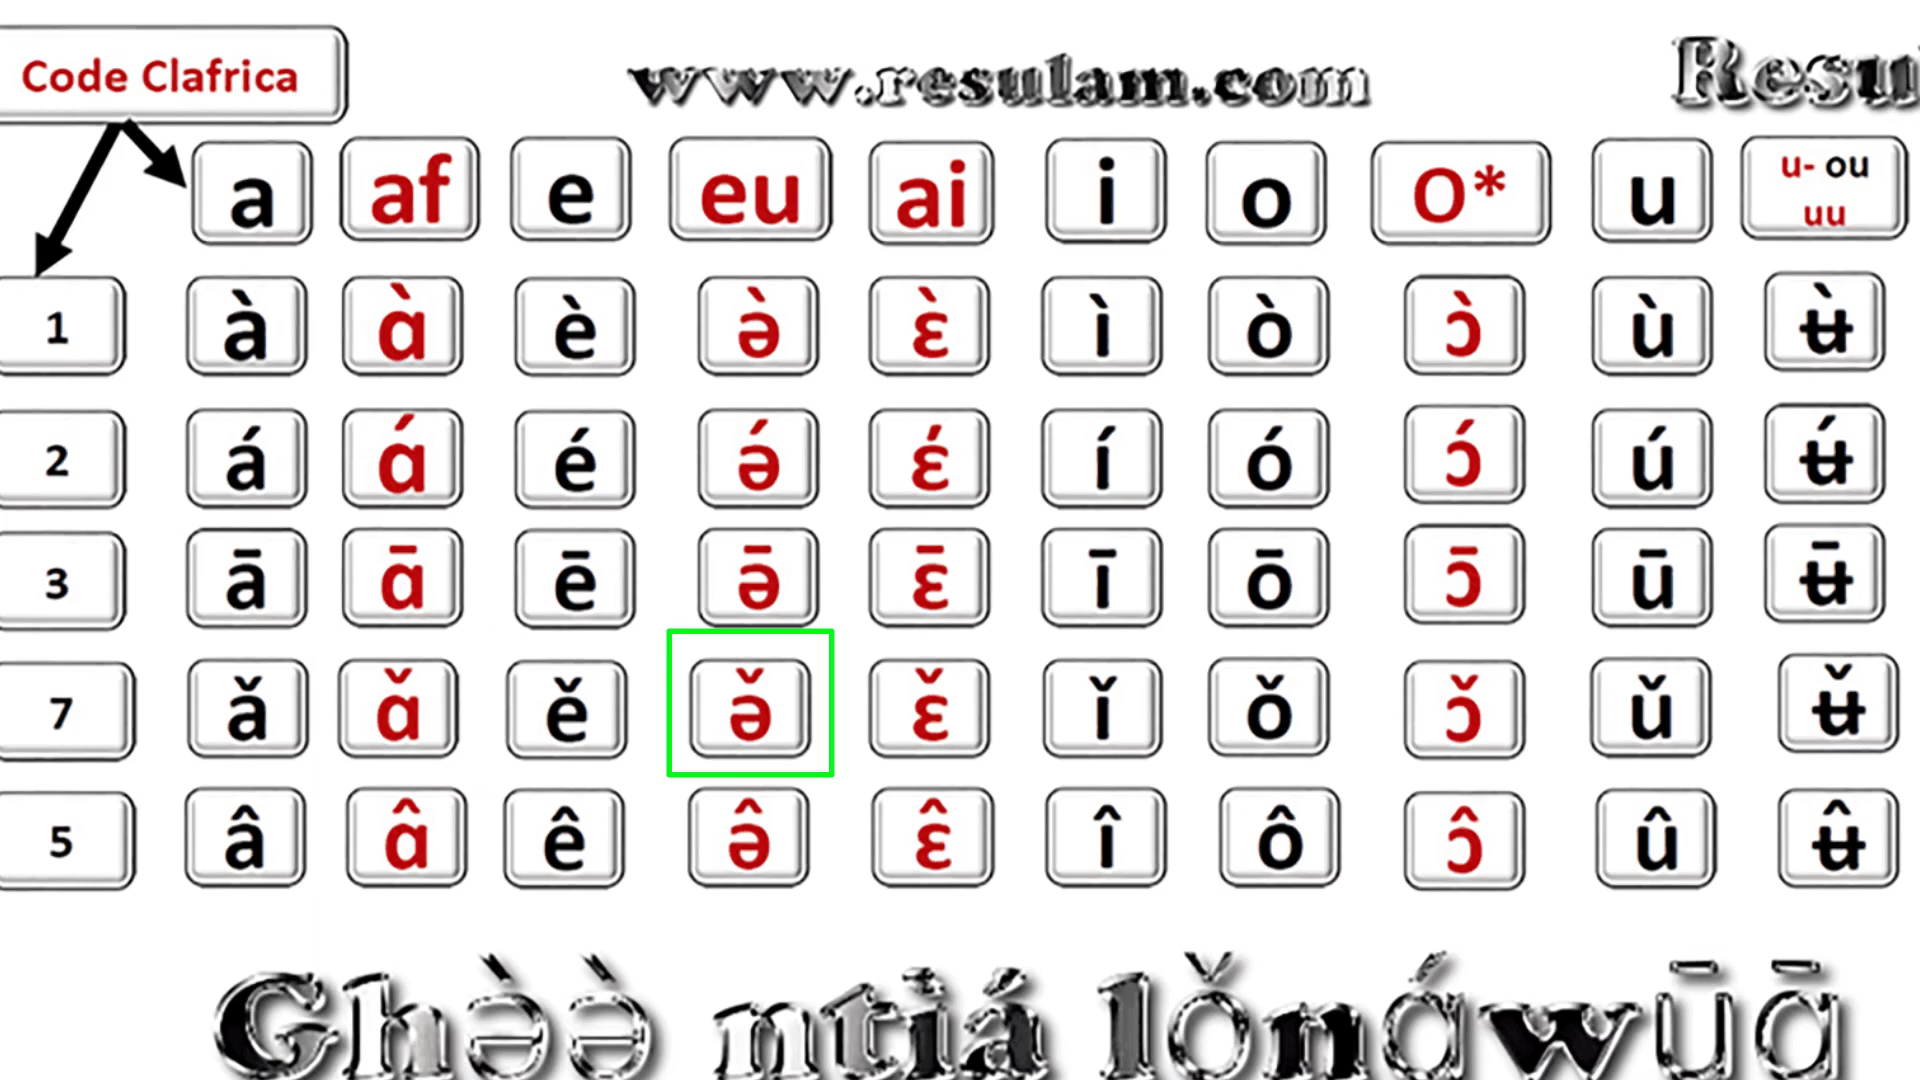 Code Clafrica www.resulam.com Resu
a af e eu ai i o O* u u- ou uu
1 à ɑ̀ è ə̀ ɛ̀ ì ò ɔ̀ ù ʉ̀
2 á ɑ́ é ə́ ɛ́ í ó ɔ́ ú ʉ́
3 ā ɑ̄ ē ə̄ ɛ̄ ī ō ɔ̄ ū ʉ̄
7 ǎ ɑ̌ ě ə̌ ɛ̌ ǐ ǒ ɔ̌ ǔ ʉ̌
5 â ɑ̂ ê ə̂ ɛ̂ î ô ɔ̂ û ʉ̂
Ghə̀ə̀ ntiá lǒnɑ́wūɑ̄